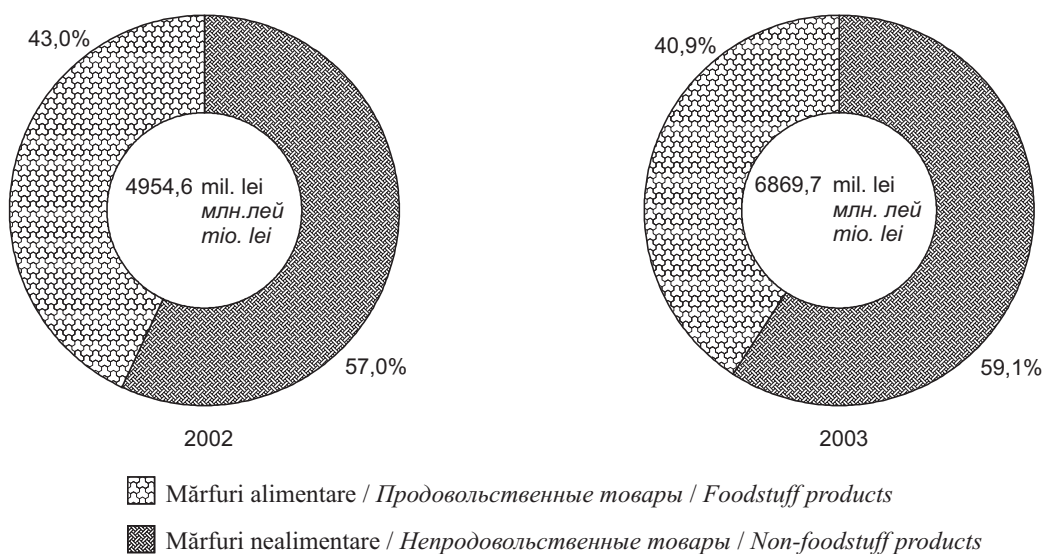 43,0%
4954,6 mil. lei
млн.лей
mio. lei
57,0%
2002
40,9%
6869,7 mil. lei
млн. лей
mio. lei
59,1%
2003
Mărfuri alimentare / Продовольственные товары / Foodstuff products
Mărfuri nealimentare / Непродовольственные товары / Non-foodstuff products